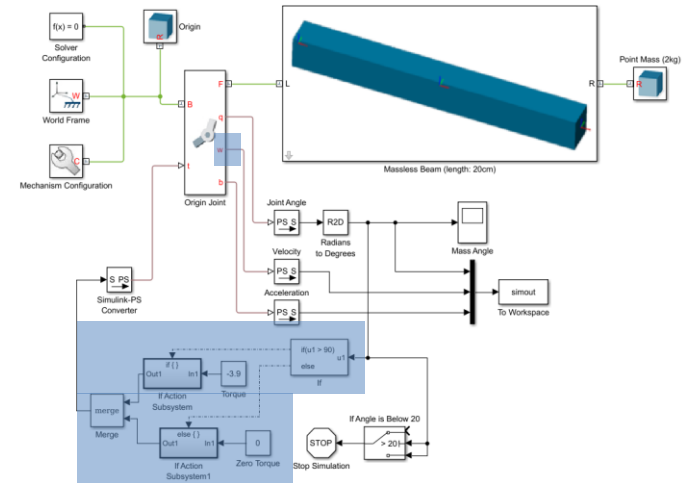 f(x) = 0
Solver
Configuration
R
Origin
W
World Frame
C
Mechanism Configuration
B
t
F
q
w
b
Origin Joint
L
R
Massless Beam (length: 20cm)
Point Mass (2kg)
R
Joint Angle
PS S
R2D
Radians
to Degrees
Mass Angle
Velocity
PS S
Acceleration
PS S
simout
To Workspace
S PS
Simulink-PS
Converter
if(u1 > 90)
u1
else
If
if { }
Out1
In1
If Action
Subsystem
-3.9
Torque
merge
Merge
else { }
Out1
In1
If Action
Subsystem1
0
Zero Torque
STOP
Stop Simulation
If Angle is Below 20
> 20